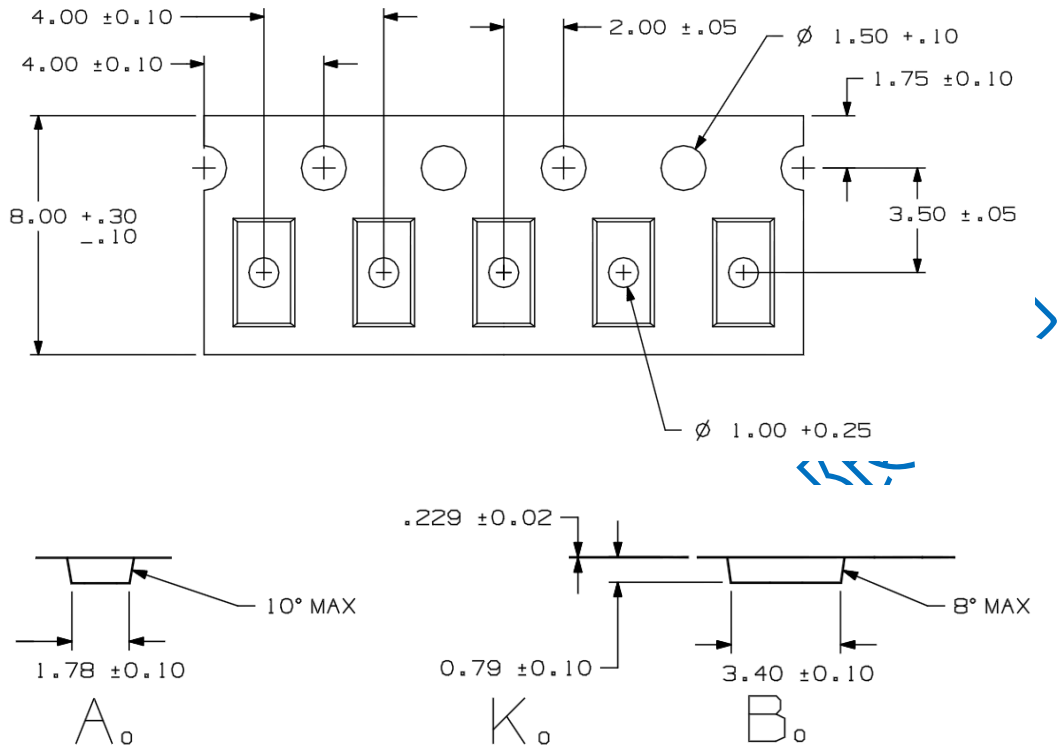 4.00 ±0.10
2.00 ±.05
Ø 1.50 +.10
4.00 ±0.10
1.75 ±0.10
8.00 +.30
-.10
3.50 ±.05
Ø 1.00 +0.25
.229 ±0.02
10° MAX
8° MAX
1.78 ±0.10
0.79 ±0.10
3.40 ±0.10
Ao
Ko
Bo